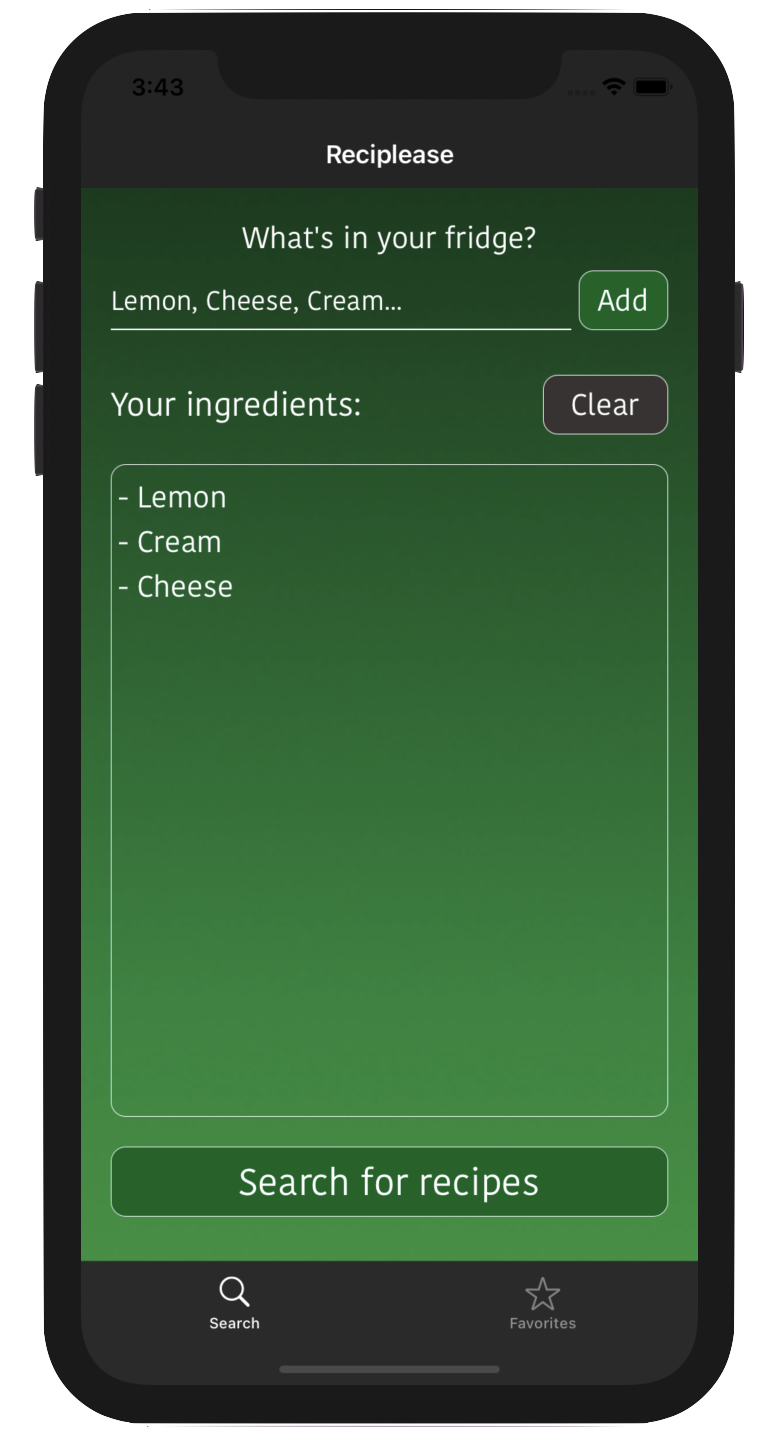 3:43
Reciplease
What's in your fridge?
Lemon, Cheese, Cream...
Add
Your ingredients:
Clear
- Lemon
- Cream
- Cheese
Search for recipes
Search
Favorites